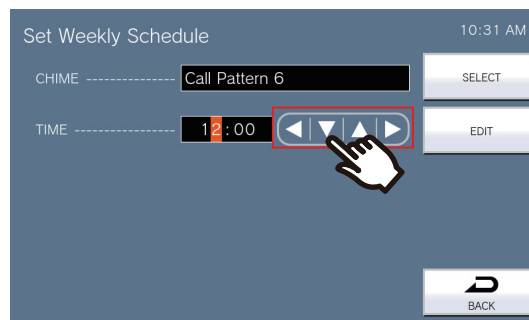 Set Weekly Schedule
10:31 AM
CHIME --------------- Call Pattern 6
SELECT
TIME ----------------- 12:00
EDIT
BACK